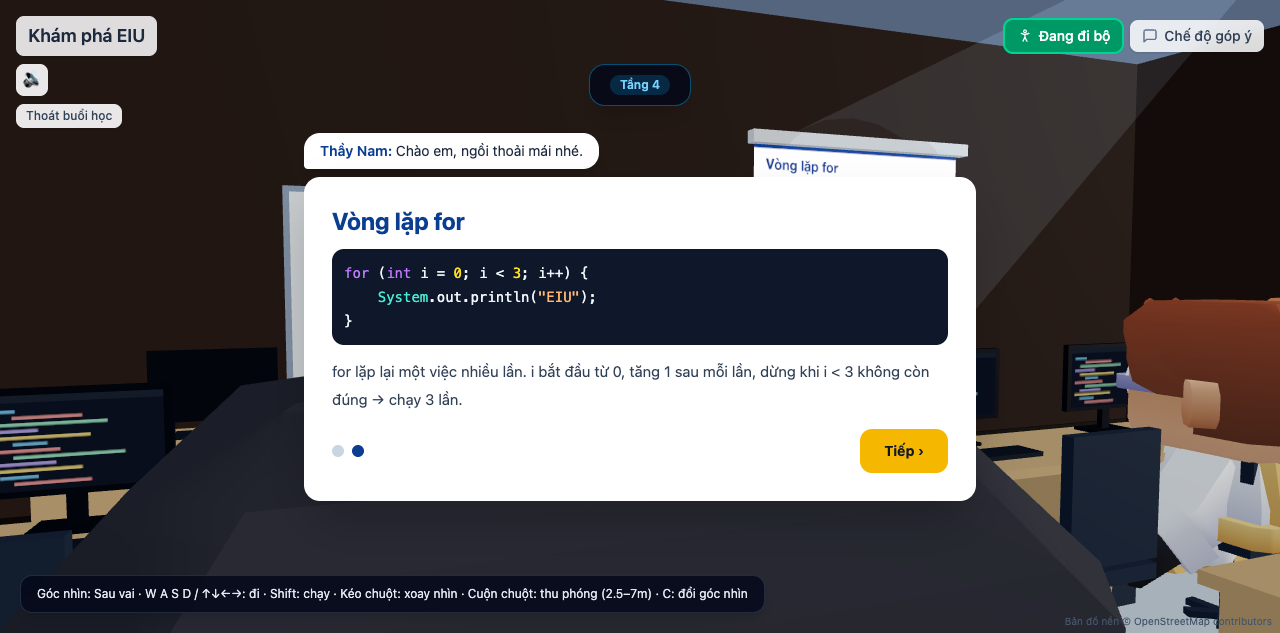 Khám phá EIU
Đang đi bộ
Chế độ góp ý
Thoát buổi học
Tầng 4
Thầy Nam: Chào em, ngồi thoải mái nhé.
Vòng lặp for
Vòng lặp for
for (int i = 0; i < 3; i++) {
    System.out.println("EIU");
}
for lặp lại một việc nhiều lần. i bắt đầu từ 0, tăng 1 sau mỗi lần, dừng khi i < 3 không còn
đúng → chạy 3 lần.
Tiếp ›
Góc nhìn: Sau vai · W A S D / ↑↓←→: đi · Shift: chạy · Kéo chuột: xoay nhìn · Cuộn chuột: thu phóng (2.5–7m) · C: đổi góc nhìn
Bản đồ nền © OpenStreetMap contributors